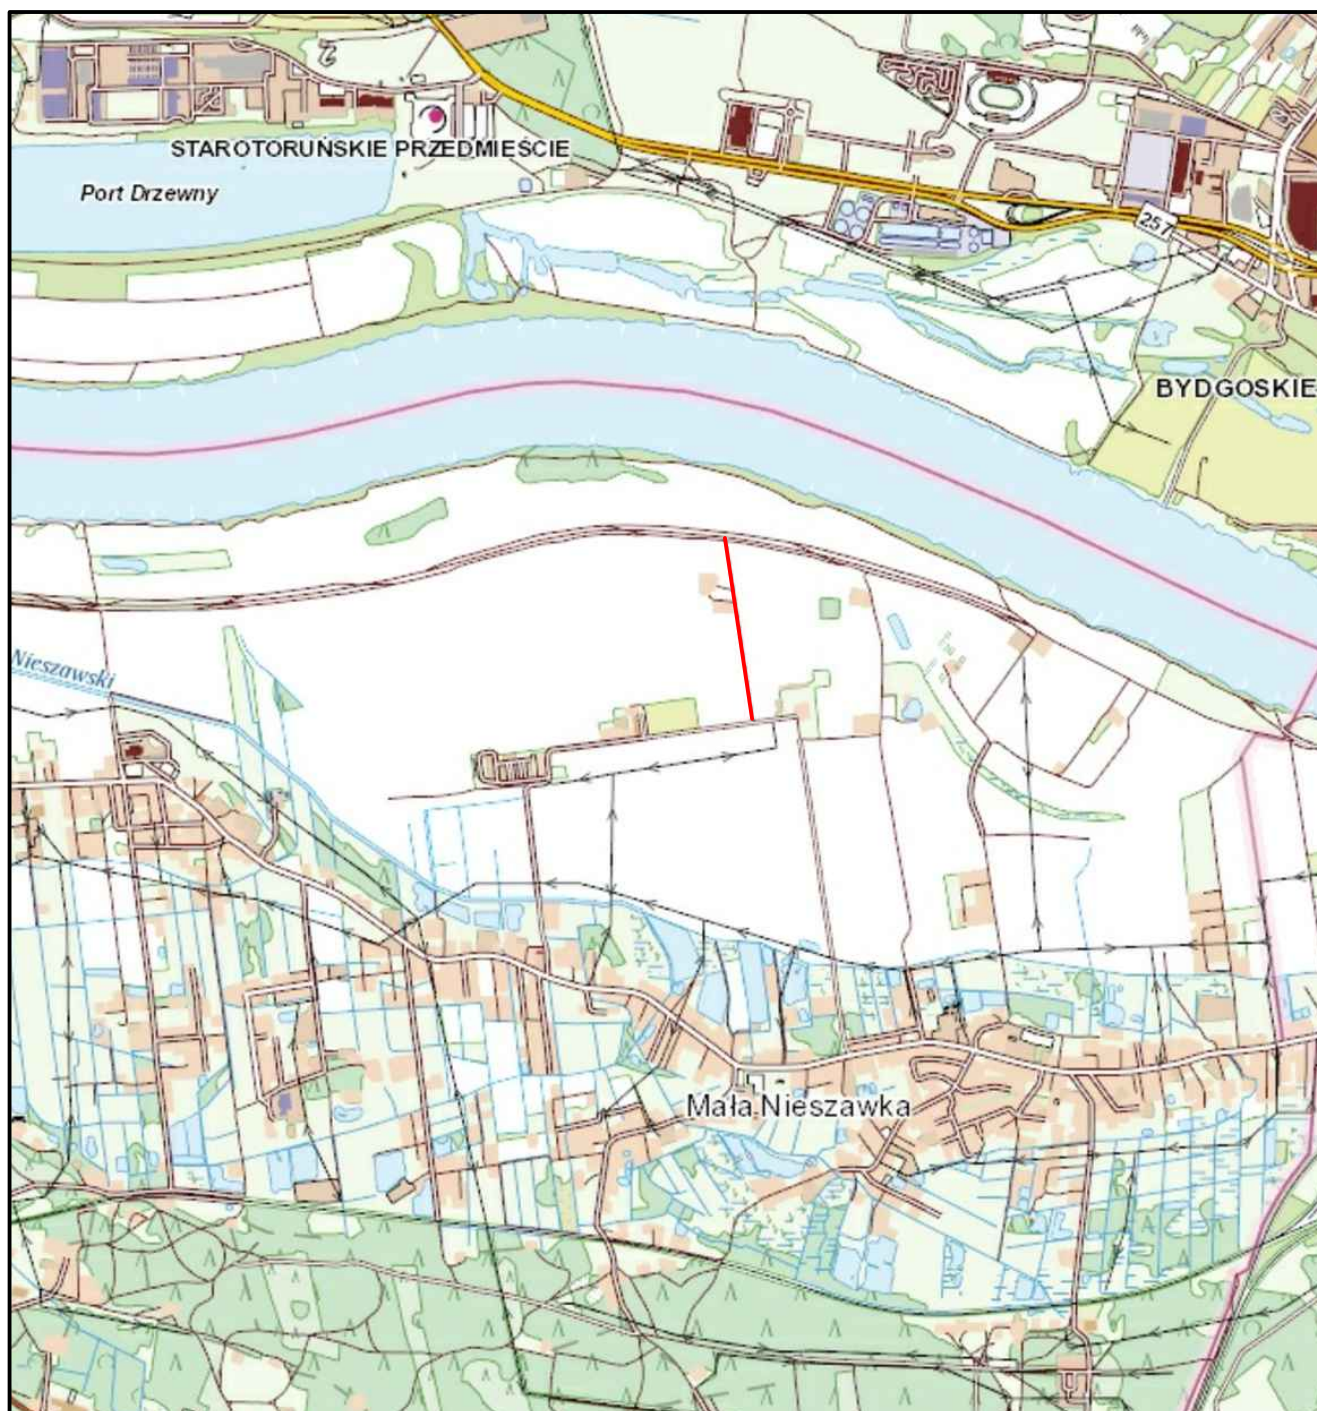 STAROTORUŃSKIE PRZEDMIEŚCIE
Port Drzewny
257
BYDGOSKIE
Nieszawski
Mała Nieszawka